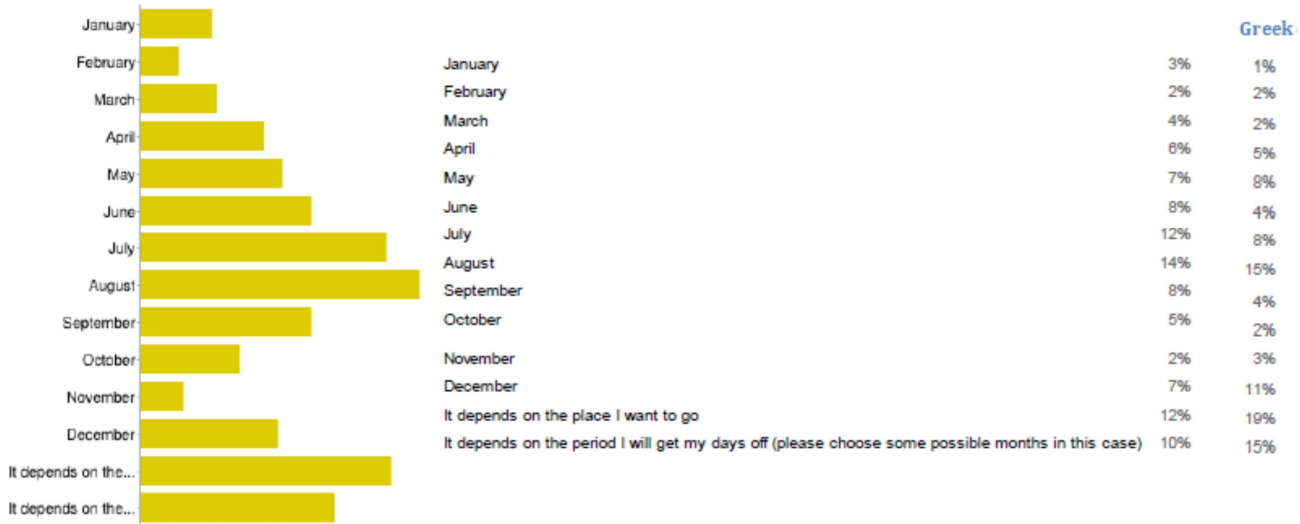 January
February
March
April
May
June
July
August
September
October
November
December
It depends on the...
It depends on the...
Greek
January 3% 1%
February 2% 2%
March 4% 2%
April 6% 5%
May 7% 8%
June 8% 4%
July 12% 8%
August 14% 15%
September 8% 4%
October 5% 2%
November 2% 3%
December 7% 11%
It depends on the place I want to go 12% 19%
It depends on the period I will get my days off (please choose some possible months in this case) 10% 15%